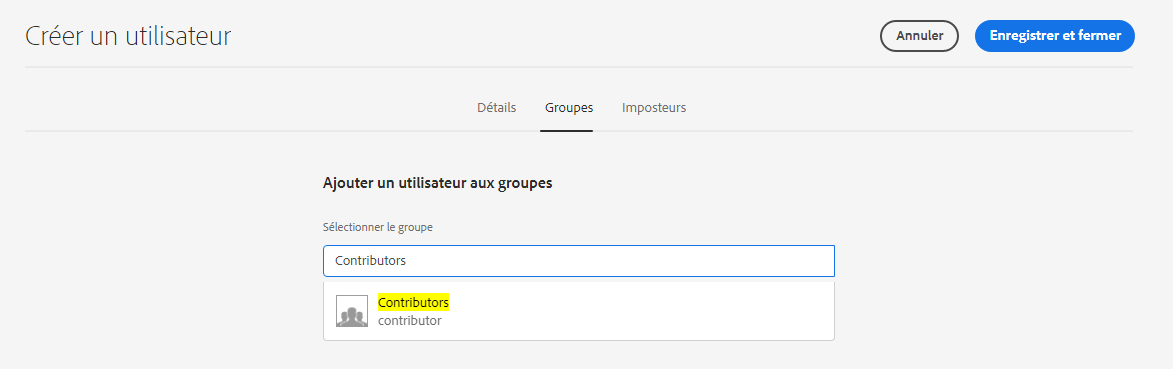 Créer un utilisateur
Annuler
Enregistrer et fermer
Détails
Groupes
Imposteurs
Ajouter un utilisateur aux groupes
Sélectionner le groupe
Contributors
Contributors
contributor